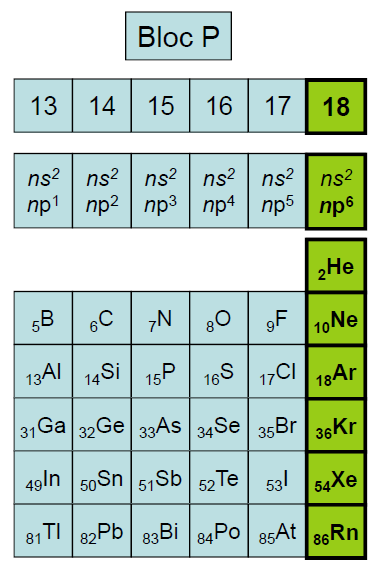 Bloc P
13 14 15 16 17 18
ns² ns² ns² ns² ns² ns²
np¹ np² np³ np⁴ np⁵ np⁶
₂He
₅B ₆C ₇N ₈O ₉F ₁₀Ne
₁₃Al ₁₄Si ₁₅P ₁₆S ₁₇Cl ₁₈Ar
₃₁Ga ₃₂Ge ₃₃As ₃₄Se ₃₅Br ₃₆Kr
₄₉In ₅₀Sn ₅₁Sb ₅₂Te ₅₃I ₅₄Xe
₈₁Tl ₈₂Pb ₈₃Bi ₈₄Po ₈₅At ₈₆Rn